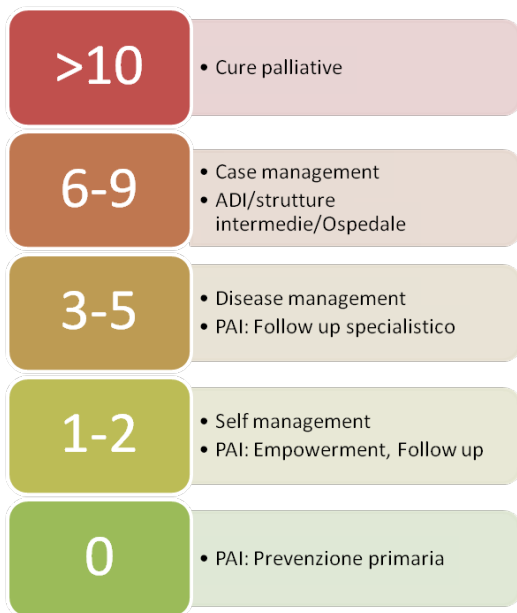 >10
• Cure palliative
6-9
• Case management
• ADI/strutture
intermedie/Ospedale
3-5
• Disease management
• PAI: Follow up specialistico
1-2
• Self management
• PAI: Empowerment, Follow up
0
• PAI: Prevenzione primaria